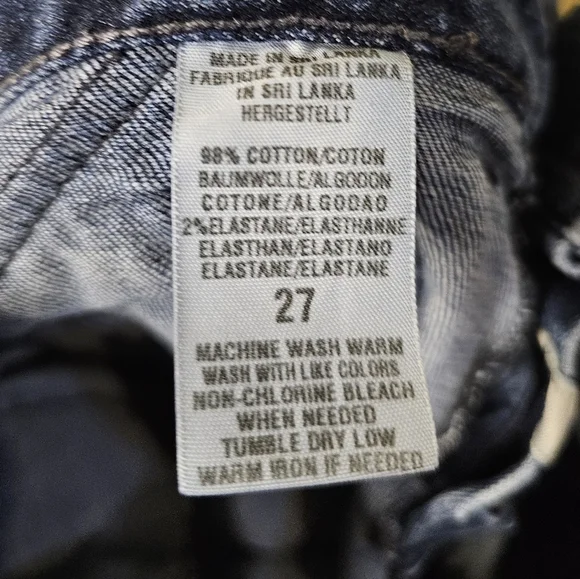 MADE IN SRI LANKA
FABRIQUE AU SRI LANKA
IN SRI LANKA
HERGESTELLT
98% COTTON/COTON
BAUMWOLLE/ALGODON
COTONE/ALGODAO
2%ELASTANE/ELASTHANNE
ELASTHAN/ELASTANO
ELASTANE/ELASTANE
27
MACHINE WASH WARM
WASH WITH LIKE COLORS
NON-CHLORINE BLEACH
WHEN NEEDED
TUMBLE DRY LOW
WARM IRON IF NEEDED